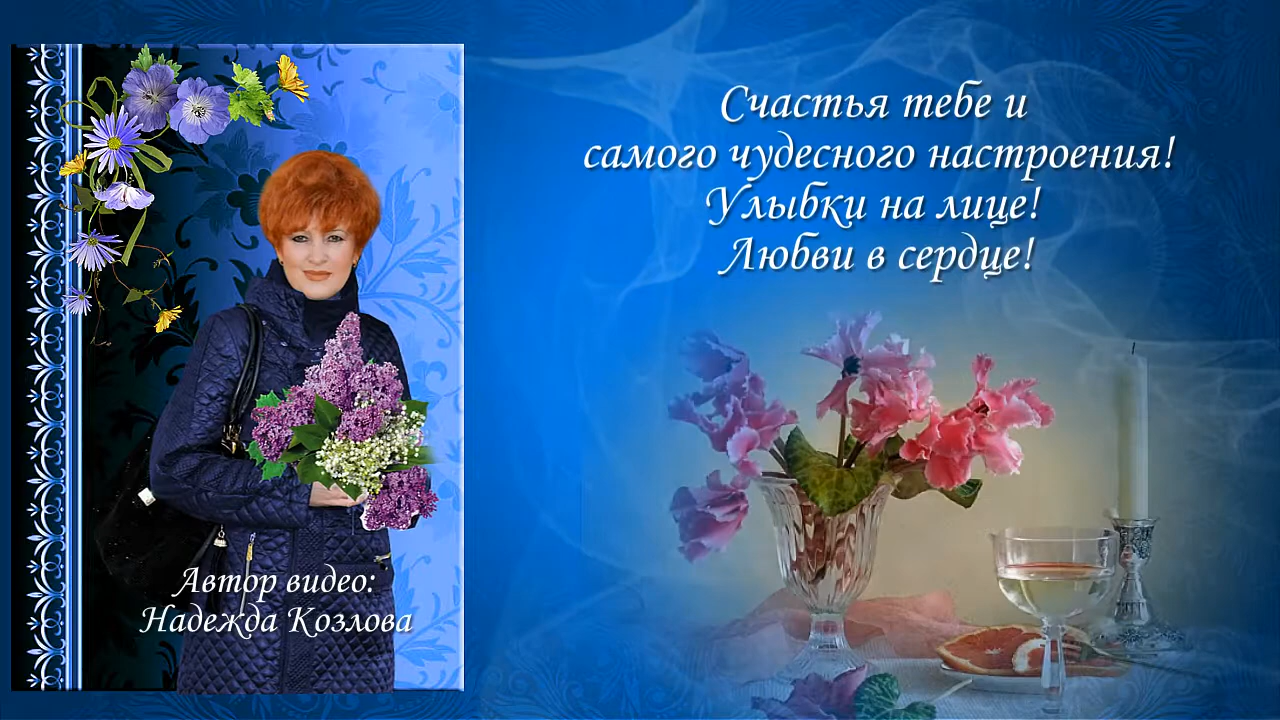 Счастья тебе и
самого чудесного настроения!
Улыбки на лице!
Любви в сердце!
Автор видео:
Надежда Козлова